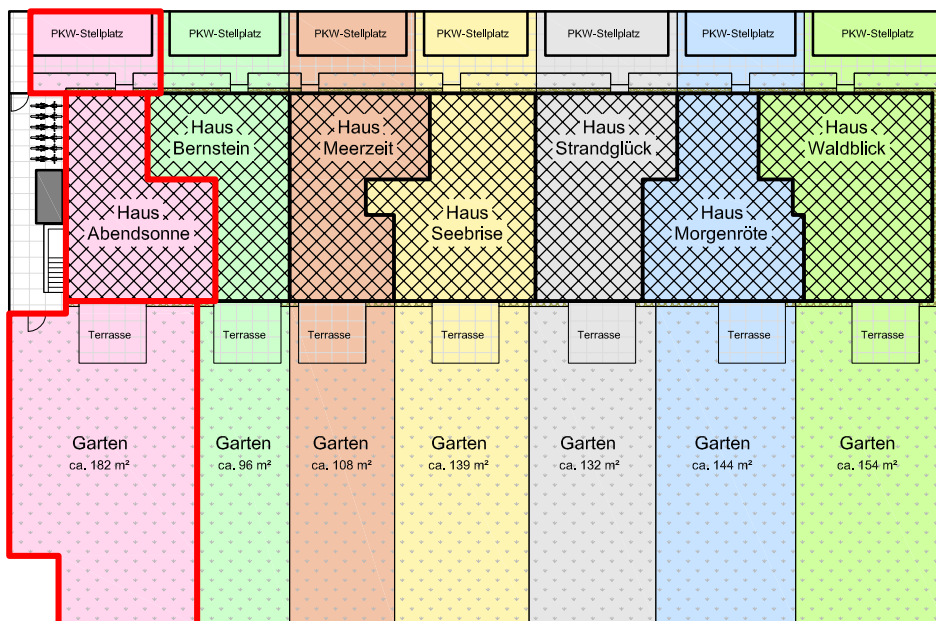 PKW-Stellplatz
PKW-Stellplatz
PKW-Stellplatz
PKW-Stellplatz
PKW-Stellplatz
PKW-Stellplatz
PKW-Stellplatz
Haus
Bernstein
Haus
Meerzeit
Haus
Strandglück
Haus
Waldblick
Haus
Abendsonne
Haus
Seebrise
Haus
Morgenröte
Terrasse
Terrasse
Terrasse
Terrasse
Terrasse
Terrasse
Terrasse
Garten
ca. 182 m²
Garten
ca. 96 m²
Garten
ca. 108 m²
Garten
ca. 139 m²
Garten
ca. 132 m²
Garten
ca. 144 m²
Garten
ca. 154 m²